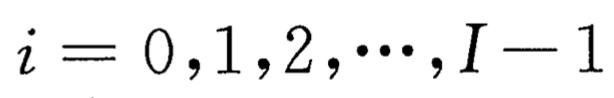 i = 0,1,2,⋯,I－1